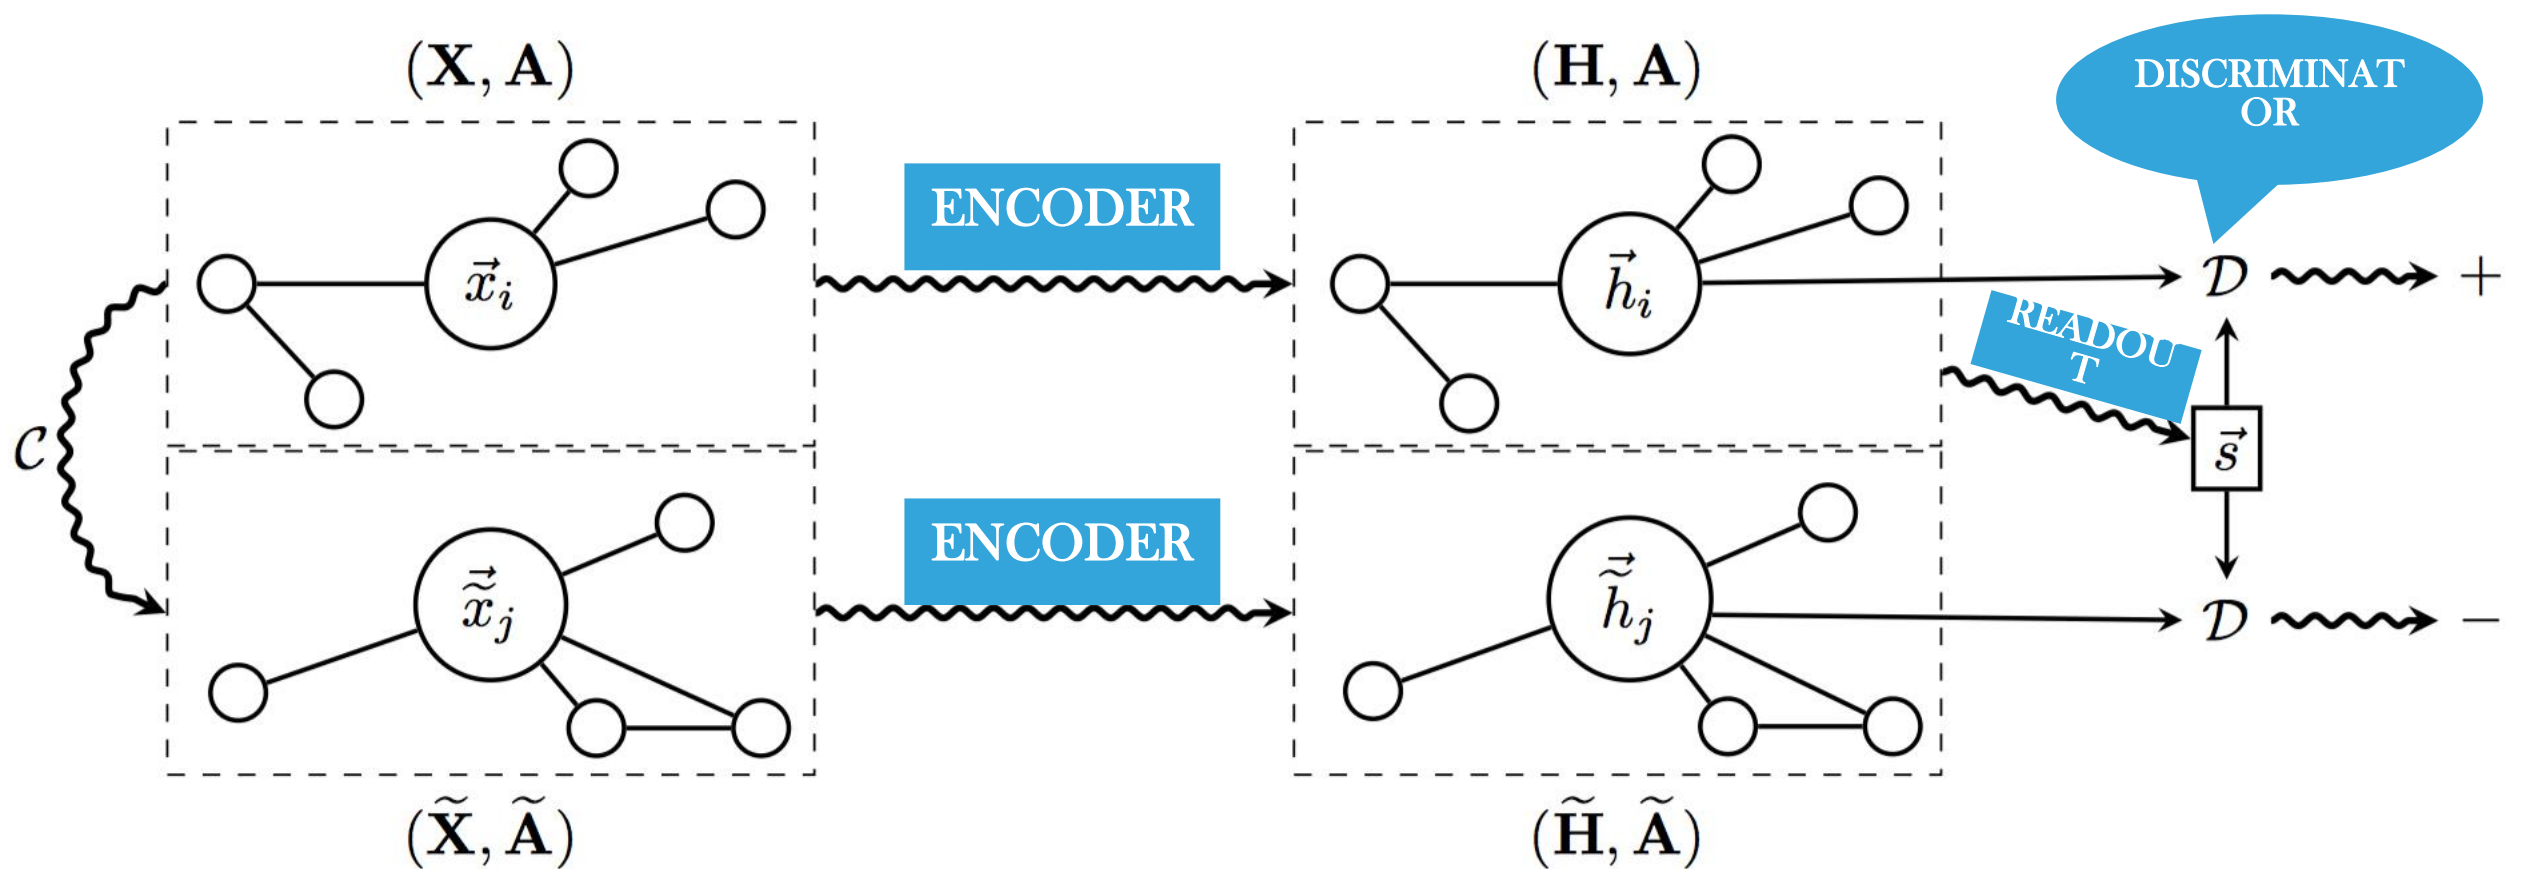 (X, A)
(H, A)
DISCRIMINAT
OR
ENCODER
x⃗ᵢ
h⃗ᵢ
D
+
READOU
T
C
s⃗
ENCODER
x̃⃗ⱼ
h̃⃗ⱼ
D
−
(X̃, Ã)
(H̃, Ã)